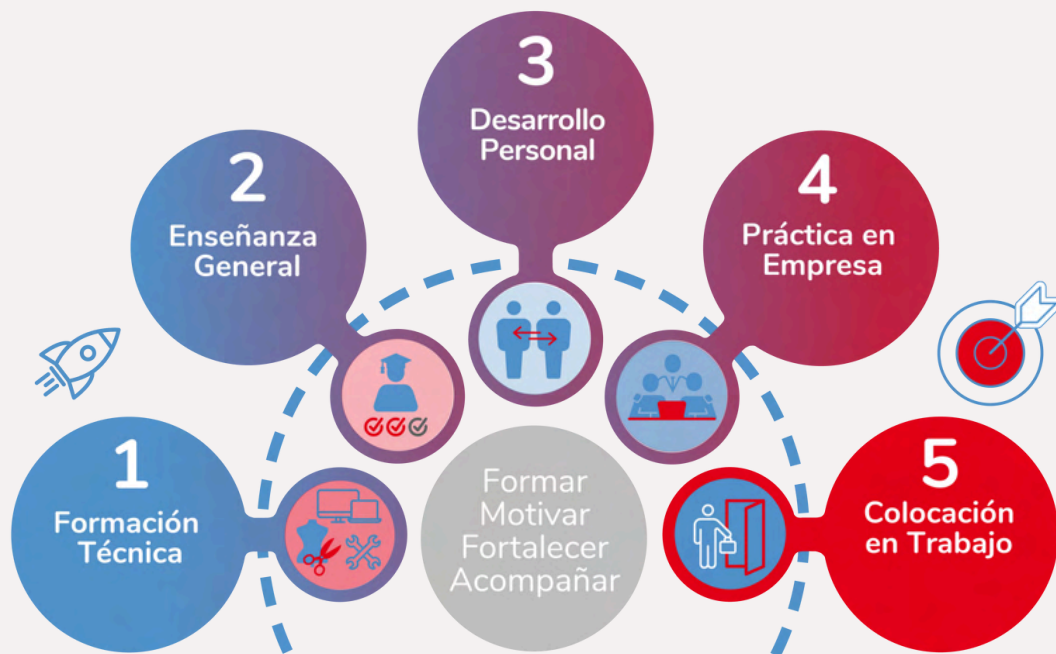 1
Formación
Técnica
2
Enseñanza
General
3
Desarrollo
Personal
4
Práctica en
Empresa
5
Colocación
en Trabajo
Formar
Motivar
Fortalecer
Acompañar